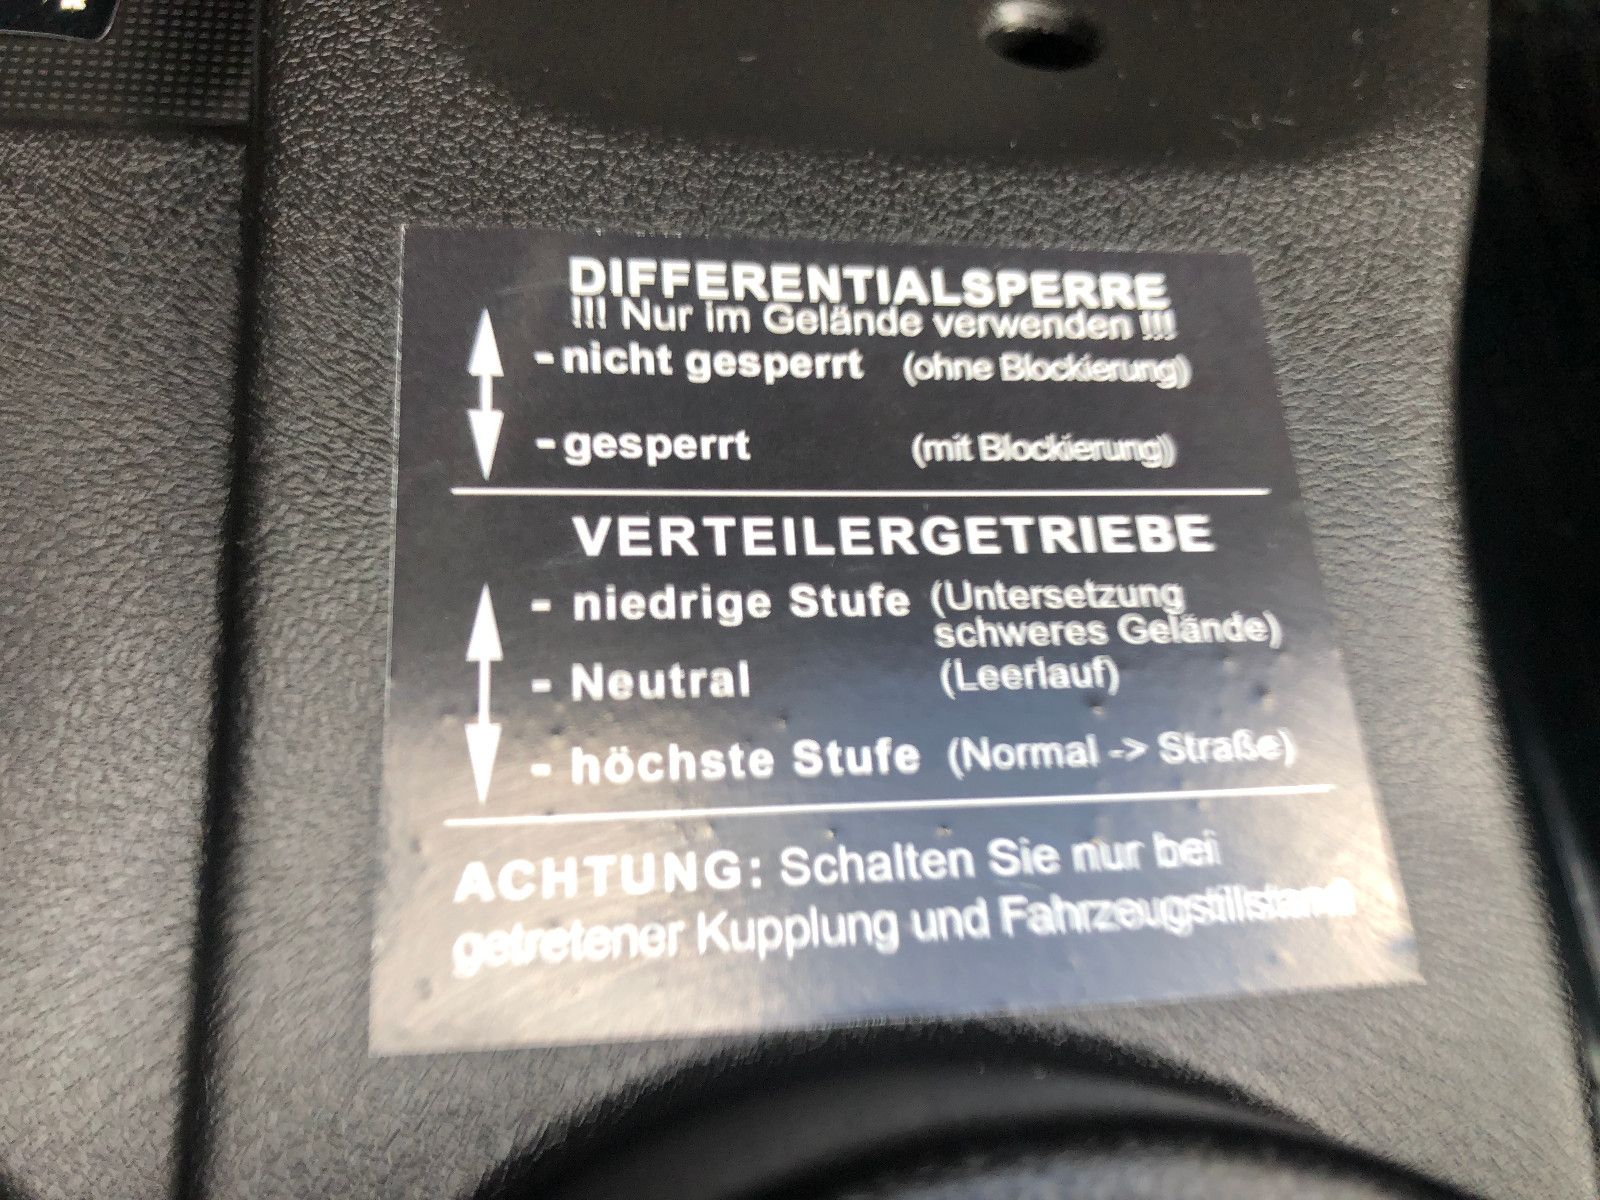 DIFFERENTIALSPERRE
!!! Nur im Gelände verwenden !!!
- nicht gesperrt (ohne Blockierung)
- gesperrt (mit Blockierung)
VERTEILERGETRIEBE
- niedrige Stufe (Untersetzung
schweres Gelände)
- Neutral (Leerlauf)
- höchste Stufe (Normal -> Straße)
ACHTUNG: Schalten Sie nur bei
getretener Kupplung und Fahrzeugstillstand